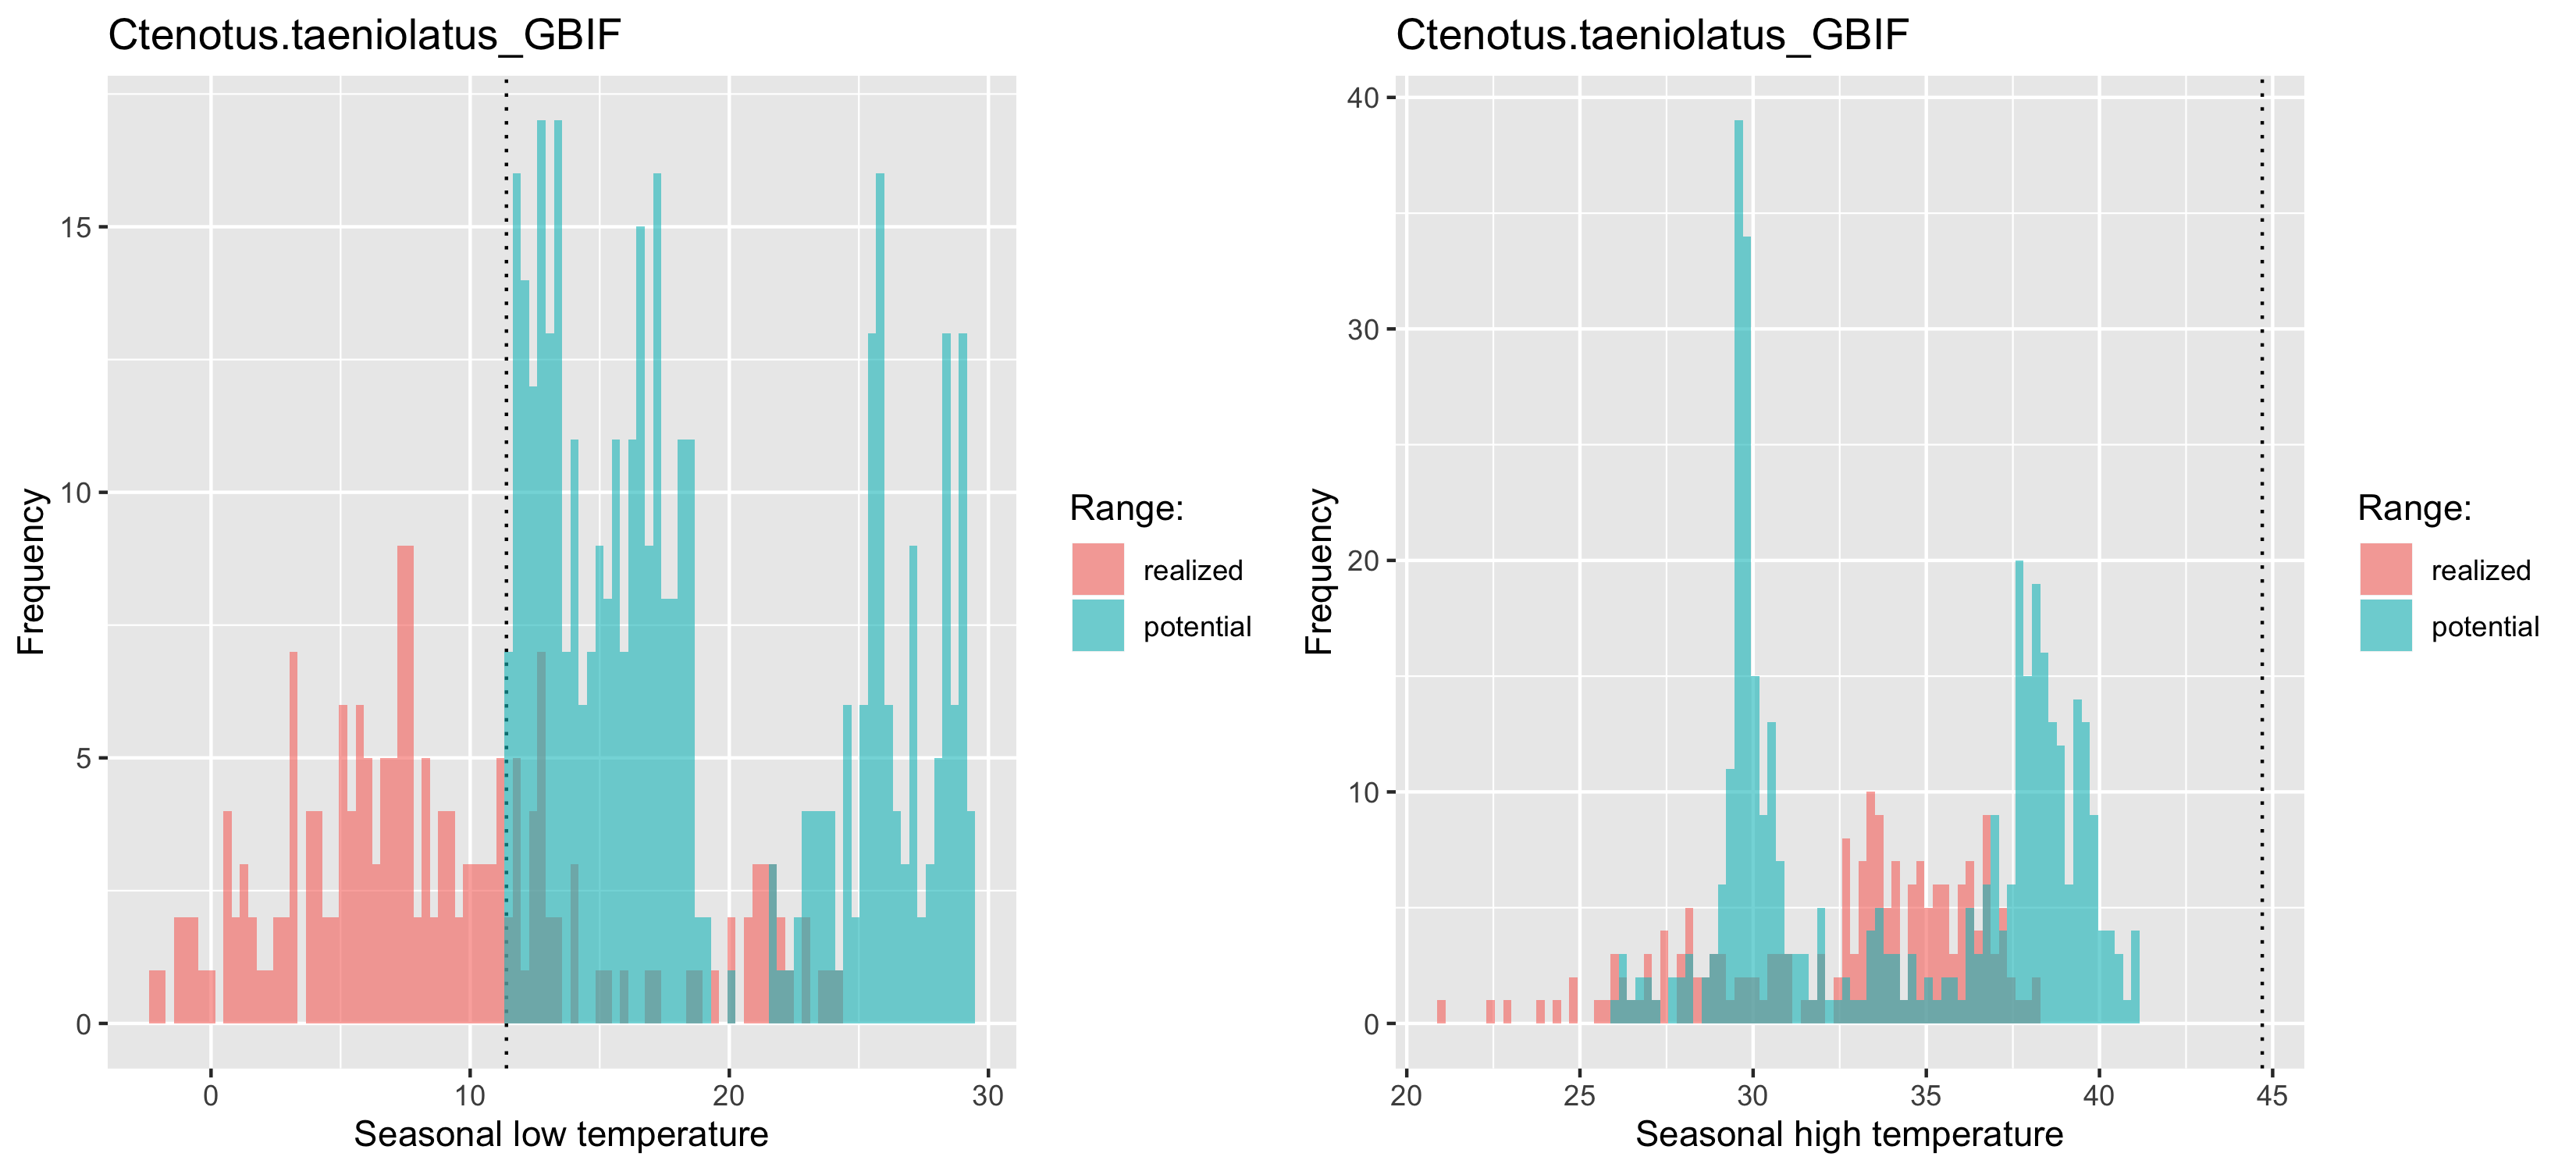 Ctenotus.taeniolatus_GBIF
Frequency
15
10
5
0
0 10 20 30
Seasonal low temperature
Range:
realized
potential
Ctenotus.taeniolatus_GBIF
Frequency
40
30
20
10
0
20 25 30 35 40 45
Seasonal high temperature
Range:
realized
potential